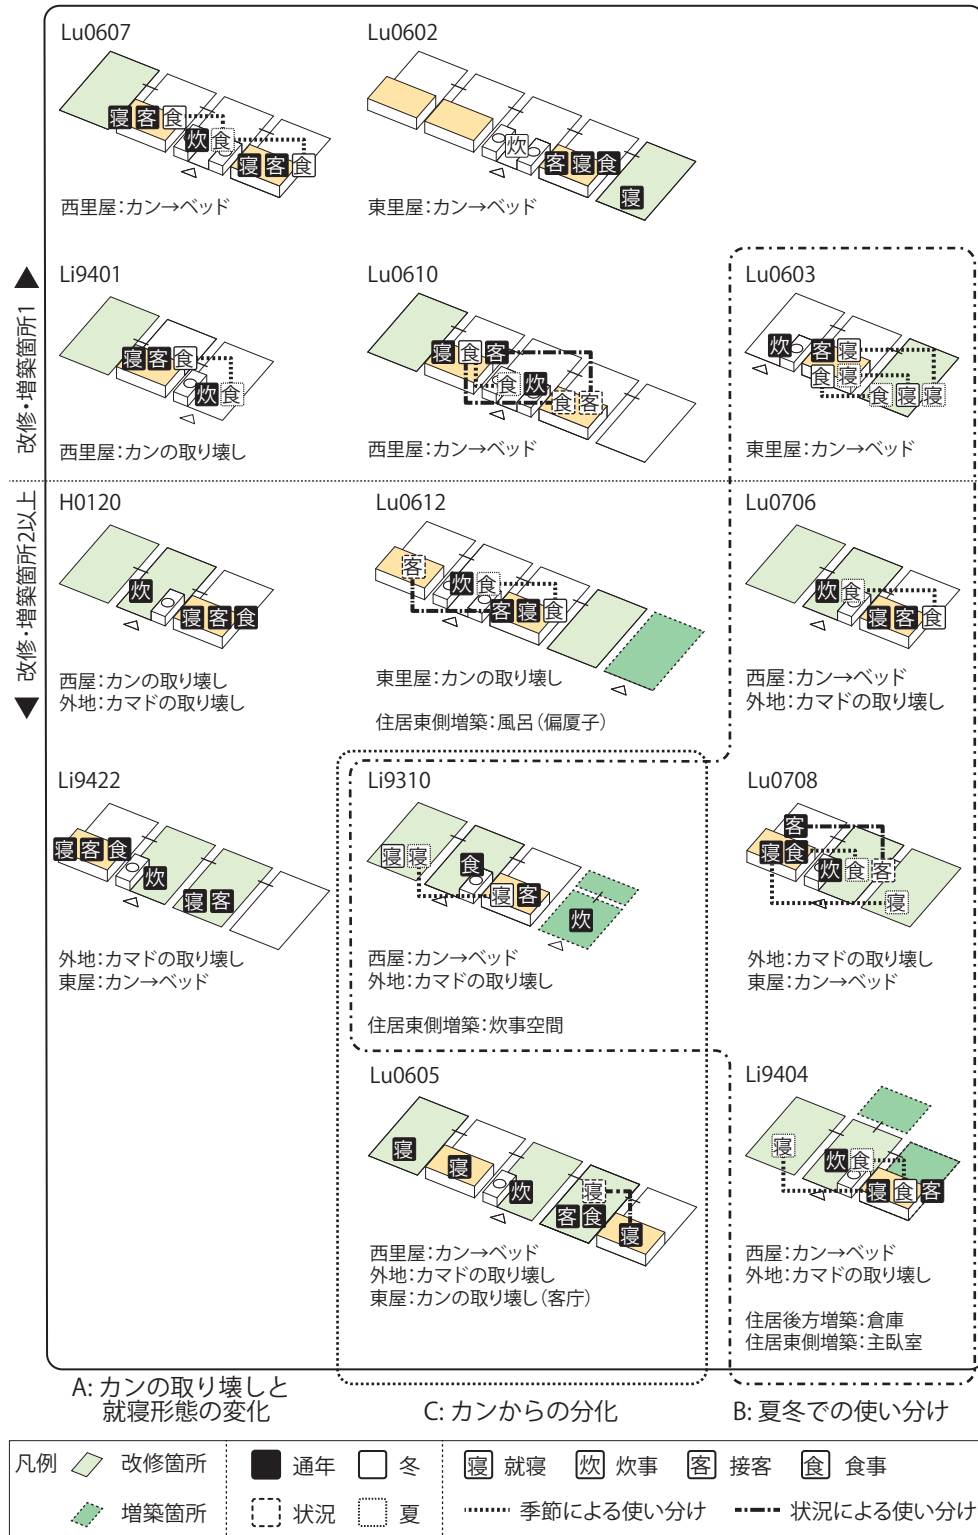 Lu0607
Lu0602
寝 客 食
炊 食
寝 客 食
炊
客 寝 食
寝
西里屋：カン→ベッド
東里屋：カン→ベッド
▲ 改修・増築箇所1
Li9401
Lu0610
Lu0603
寝 客 食
炊 食
寝 食 客
食 炊
食 客
炊 客 寝
食 寝
食 寝 寝
西里屋：カンの取り壊し
西里屋：カン→ベッド
東里屋：カン→ベッド
▼ 改修・増築箇所2以上
H0120
Lu0612
Lu0706
炊
寝 客 食
客
炊 食
客 寝 食
炊 食
寝 客 食
西屋：カンの取り壊し
外地：カマドの取り壊し
東里屋：カンの取り壊し
住居東側増築：風呂（偏厦子）
西屋：カン→ベッド
外地：カマドの取り壊し
Li9422
Li9310
Lu0708
寝 客 食
炊
寝 客
寝 寝
食
寝 客
炊
客
寝 食
炊 食 客
寝
外地：カマドの取り壊し
東屋：カン→ベッド
西屋：カン→ベッド
外地：カマドの取り壊し
住居東側増築：炊事空間
外地：カマドの取り壊し
東屋：カン→ベッド
Lu0605
Li9404
寝
寝
炊
寝
客 食
寝
寝
炊 食
寝 食 客
西里屋：カン→ベッド
外地：カマドの取り壊し
東屋：カンの取り壊し（客庁）
西屋：カン→ベッド
外地：カマドの取り壊し
住居後方増築：倉庫
住居東側増築：主臥室
A: カンの取り壊しと
就寝形態の変化
C: カンからの分化
B: 夏冬での使い分け
凡例 改修箇所 通年 冬 寝 就寝 炊 炊事 客 接客 食 食事
増築箇所 状況 夏 季節による使い分け 状況による使い分け